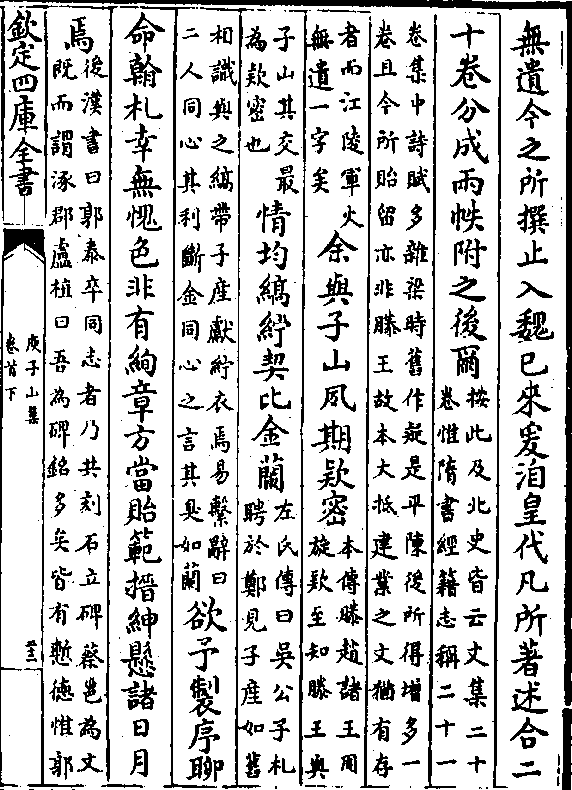 無遺今之所撰止入魏已來爰洎皇代凡所著述合二
十卷分成兩帙附之後爾
按此及北史皆云文集二十
卷惟隋書經籍志稱二十一
卷集中詩賦多雜梁時舊作疑是平陳後所得增多一
卷且今所貽留亦非滕王故本大抵建業之文猶有存
者而江陵軍火
無遺一字矣
余與子山夙期欵密
本傳滕趙諸王周
旋欵至知滕王與
子山其交最
為欵密也
情均縞紵契比金蘭
左氏傳曰吳公子札
聘於鄭見子產如舊
相識與之縞帶子產獻紵衣焉易繫辭曰
二人同心其利斷金同心之言其臭如蘭
欲予製序聊
命翰札幸無愧色非有絢章方當貽範搢紳懸諸日月
焉
後漢書曰郭泰卒同志者乃共刻石立碑蔡邕為文
既而謂涿郡盧植曰吾為碑銘多矣皆有慙德惟郭
欽定四庫全書
庾子山集
卷首下